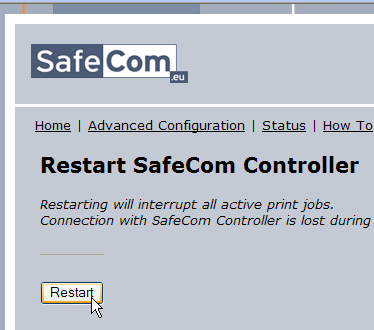 SafeCom
.eu
Home | Advanced Configuration | Status | How To
Restart SafeCom Controller
Restarting will interrupt all active print jobs.
Connection with SafeCom Controller is lost during
Restart